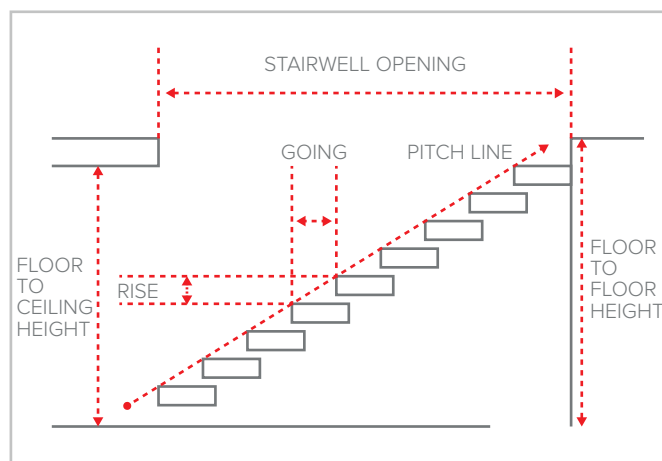 STAIRWELL OPENING
GOING
PITCH LINE
FLOOR
TO
CEILING
HEIGHT
RISE
FLOOR
TO
FLOOR
HEIGHT